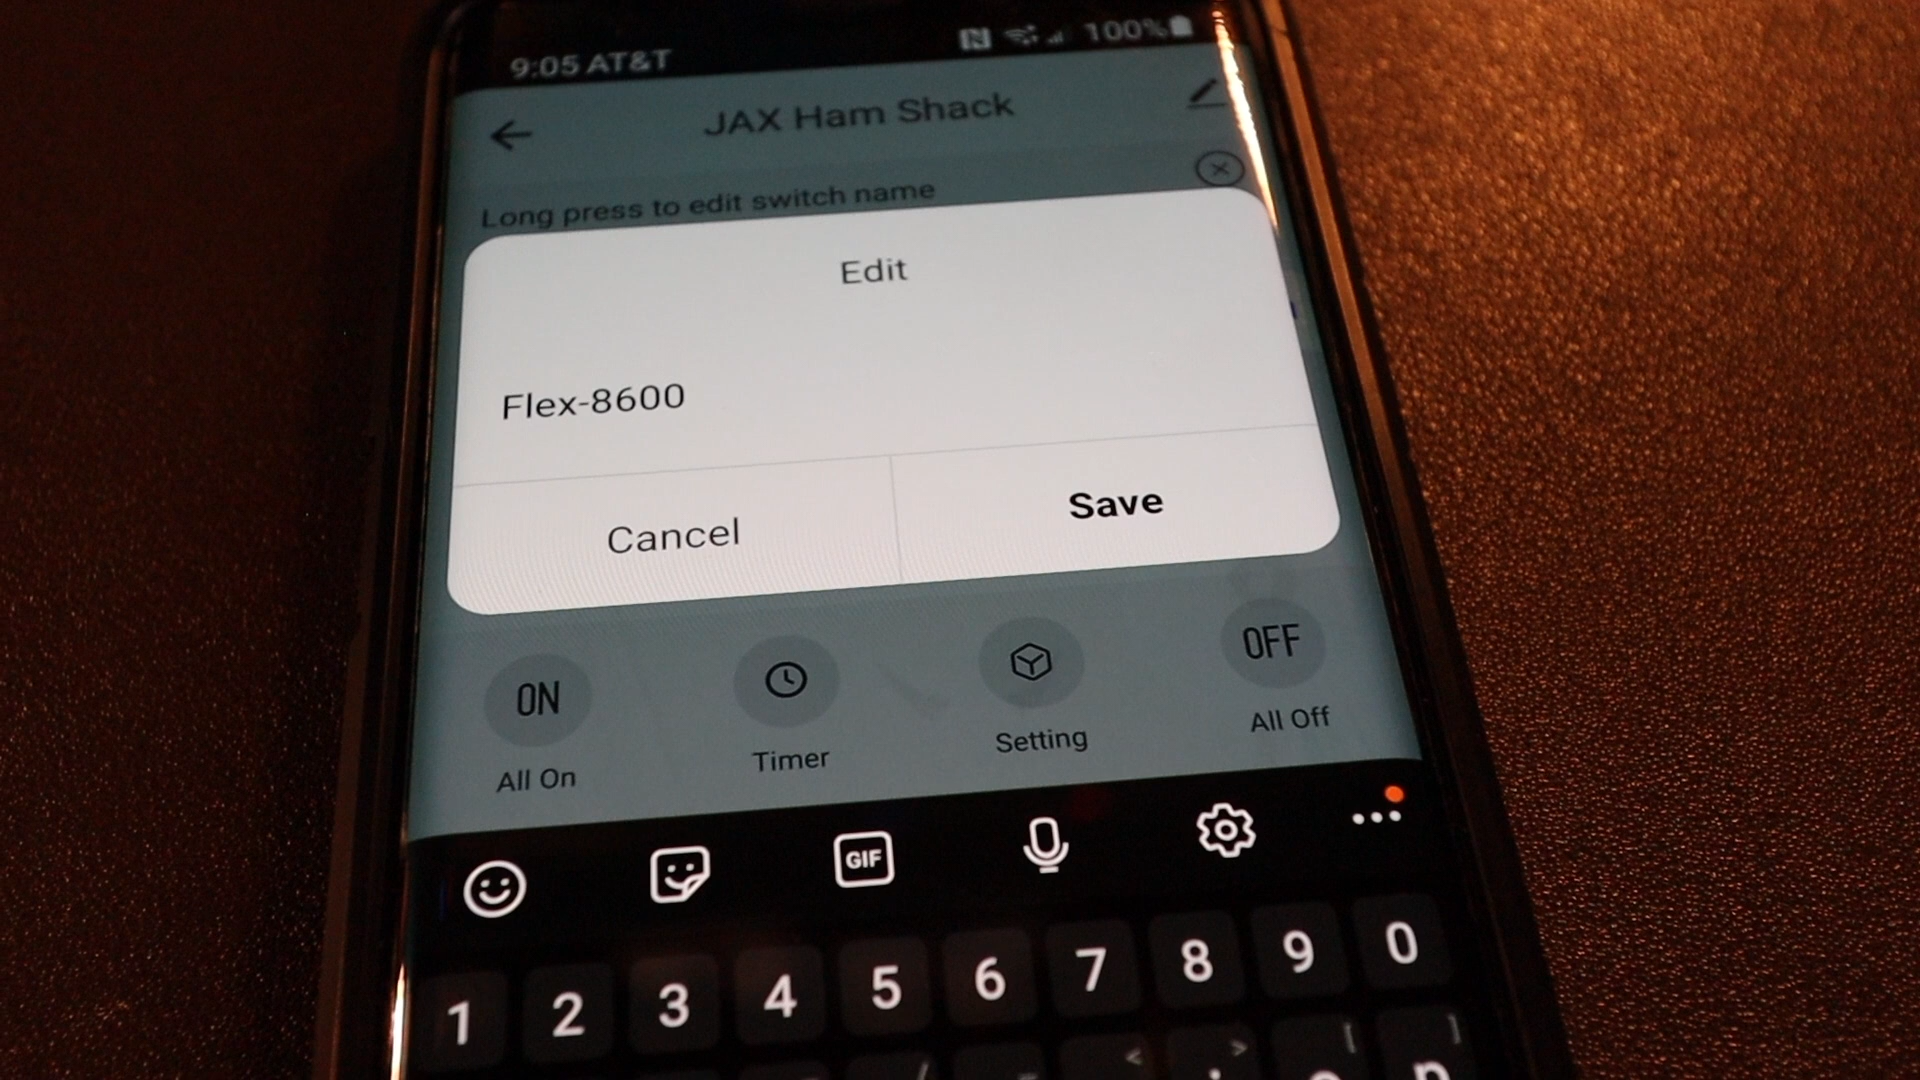 9:05 AT&T 100%
JAX Ham Shack
Long press to edit switch name
Edit
Flex-8600
Cancel Save
ON OFF
All On Timer Setting All Off
GIF
1 2 3 4 5 6 7 8 9 0
< > [ ]